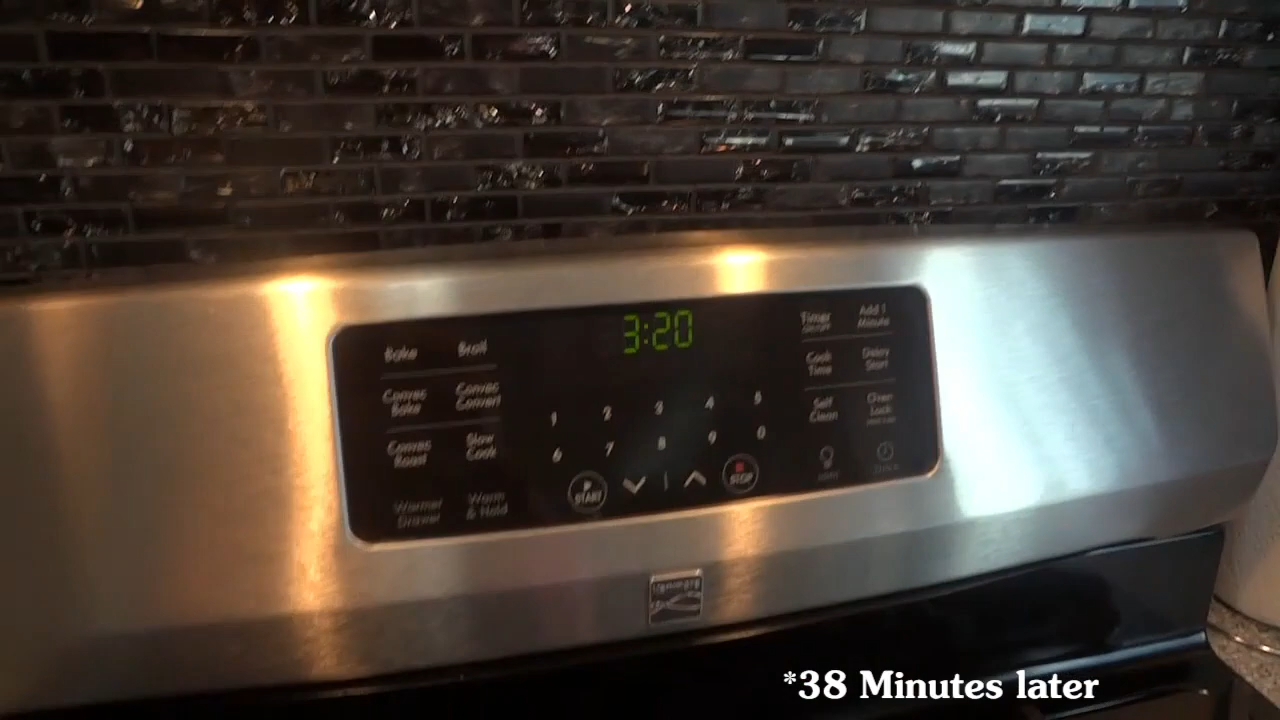 3:20
Bake Broil
Convec Bake
Convec Convert
Convec Roast
Slow Cook
Warmer Drawer
Warm & Hold
1 2 3 4 5
6 7 8 9 0
START STOP
Timer
Add 1 Minute
Cook Time
Delay Start
Self Clean
Oven Lock
Kenmore
*38 Minutes later